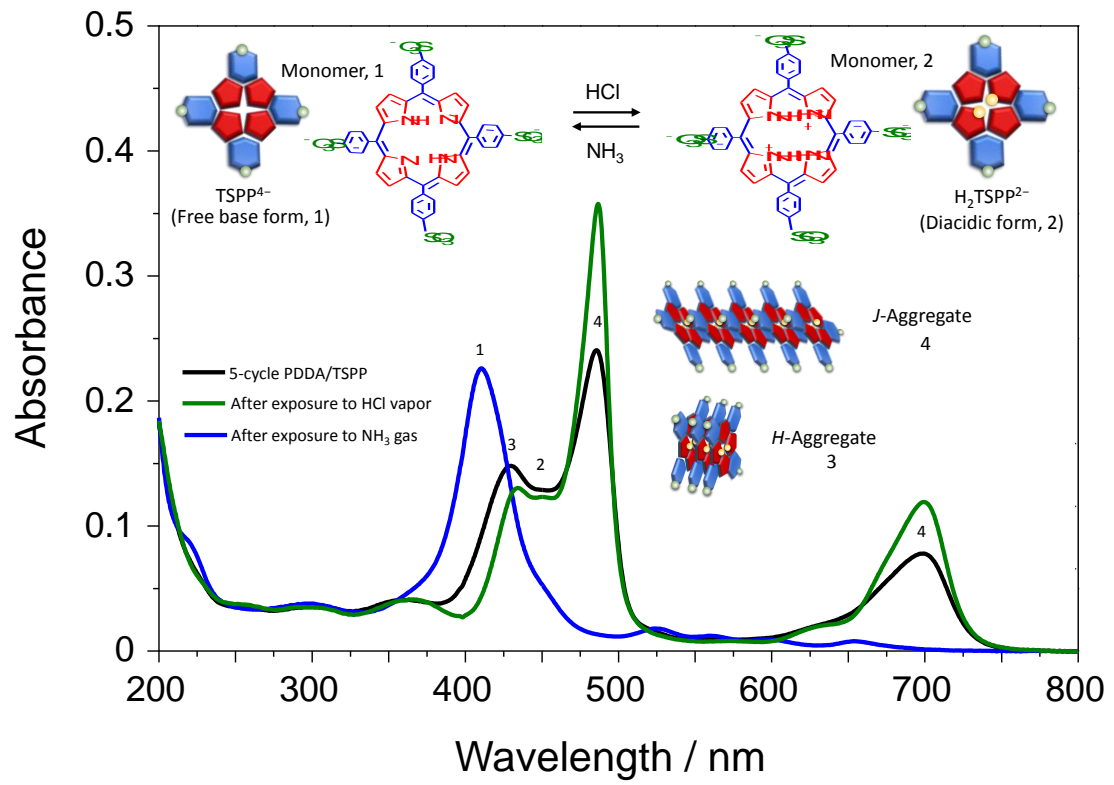 0.5
0.4
0.3
0.2
0.1
0
Absorbance
200
300
400
500
600
700
800
Wavelength / nm
Monomer, 1
TSPP⁴⁻
(Free base form, 1)
NH
N
N
HN
HCl
NH₃
Monomer, 2
H₂TSPP²⁻
(Diacidic form, 2)
+
+
J-Aggregate
4
H-Aggregate
3
5-cycle PDDA/TSPP
After exposure to HCl vapor
After exposure to NH₃ gas
1
3
2
4
4